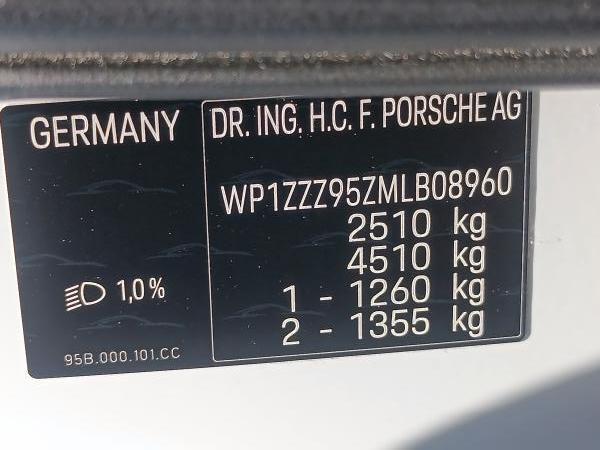 GERMANY
DR. ING. H.C. F. PORSCHE AG
WP1ZZZ95ZMLB08960
2510 kg
4510 kg
1 - 1260 kg
2 - 1355 kg
1,0%
95B.000.101.CC